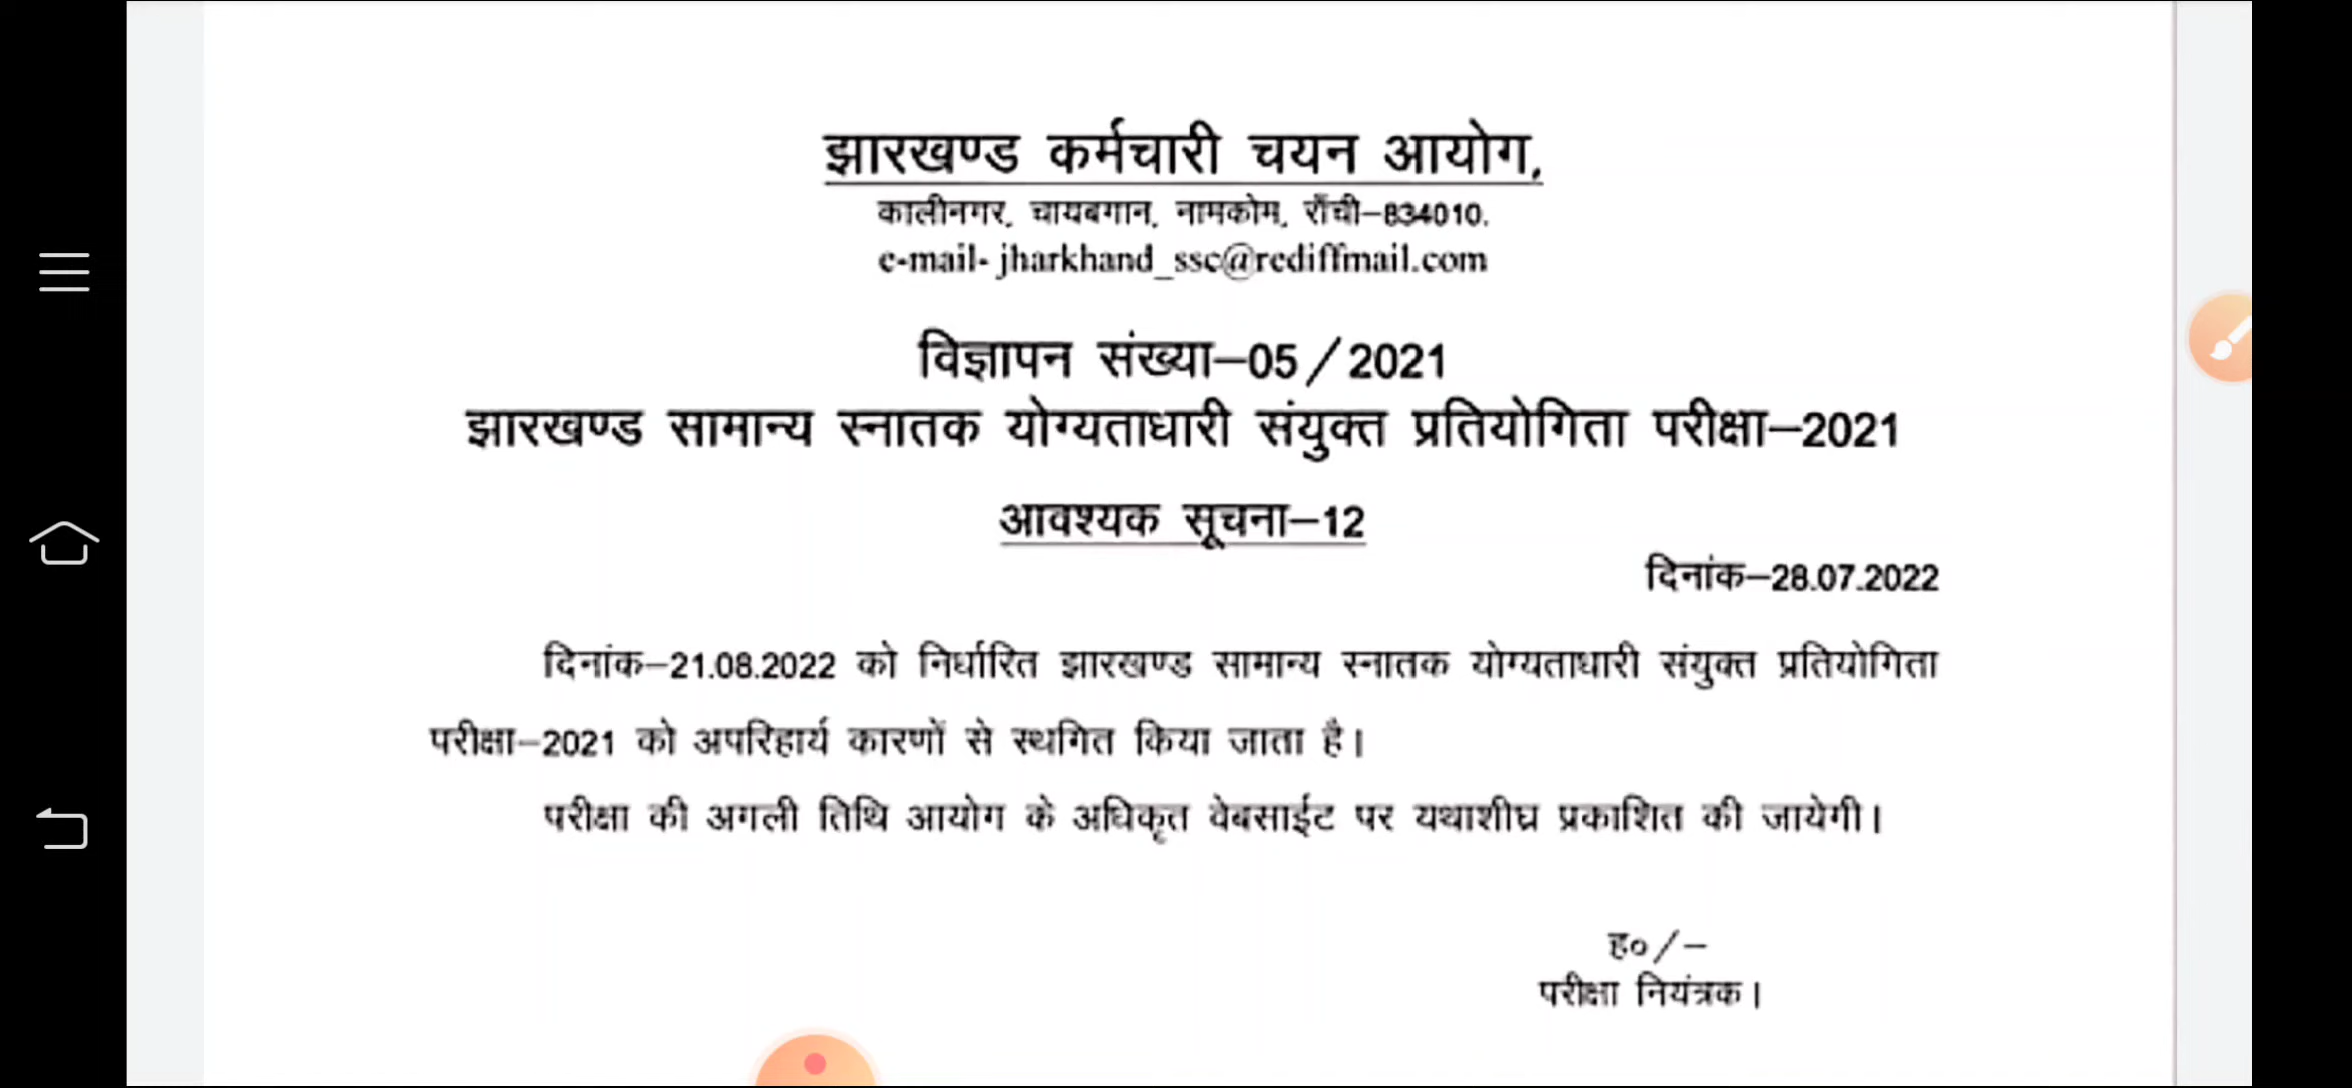 झारखण्ड कर्मचारी चयन आयोग,
कालीनगर, चायबगान, नामकोम, राँची–834010.
e-mail- jharkhand_ssc@rediffmail.com
विज्ञापन संख्या–05/2021
झारखण्ड सामान्य स्नातक योग्यताधारी संयुक्त प्रतियोगिता परीक्षा–2021
आवश्यक सूचना–12
दिनांक–28.07.2022
दिनांक–21.08.2022 को निर्धारित झारखण्ड सामान्य स्नातक योग्यताधारी संयुक्त प्रतियोगिता
परीक्षा–2021 को अपरिहार्य कारणों से स्थगित किया जाता है।
परीक्षा की अगली तिथि आयोग के अधिकृत वेबसाईट पर यथाशीघ्र प्रकाशित की जायेगी।
ह०/–
परीक्षा नियंत्रक।